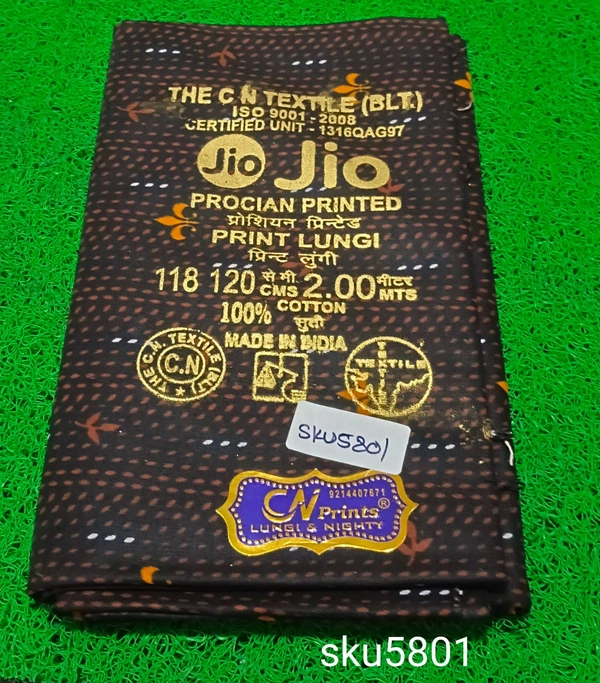 THE C N TEXTILE (BLT.)
ISO 9001 - 2008
CERTIFIED UNIT - 1316QAG97
Jio Jio
PROCIAN PRINTED
प्रोशियन प्रिन्टेड
PRINT LUNGI
प्रिन्ट लुंगी
118 120 से मी CMS 2.00 मीटर MTS
100% COTTON सुती
MADE IN INDIA
THE C.N. TEXTILE (BLT) ★
C.N
TEXTILE
SKU5801
9214407671
CN Prints®
LUNGI & NIGHTY
sku5801